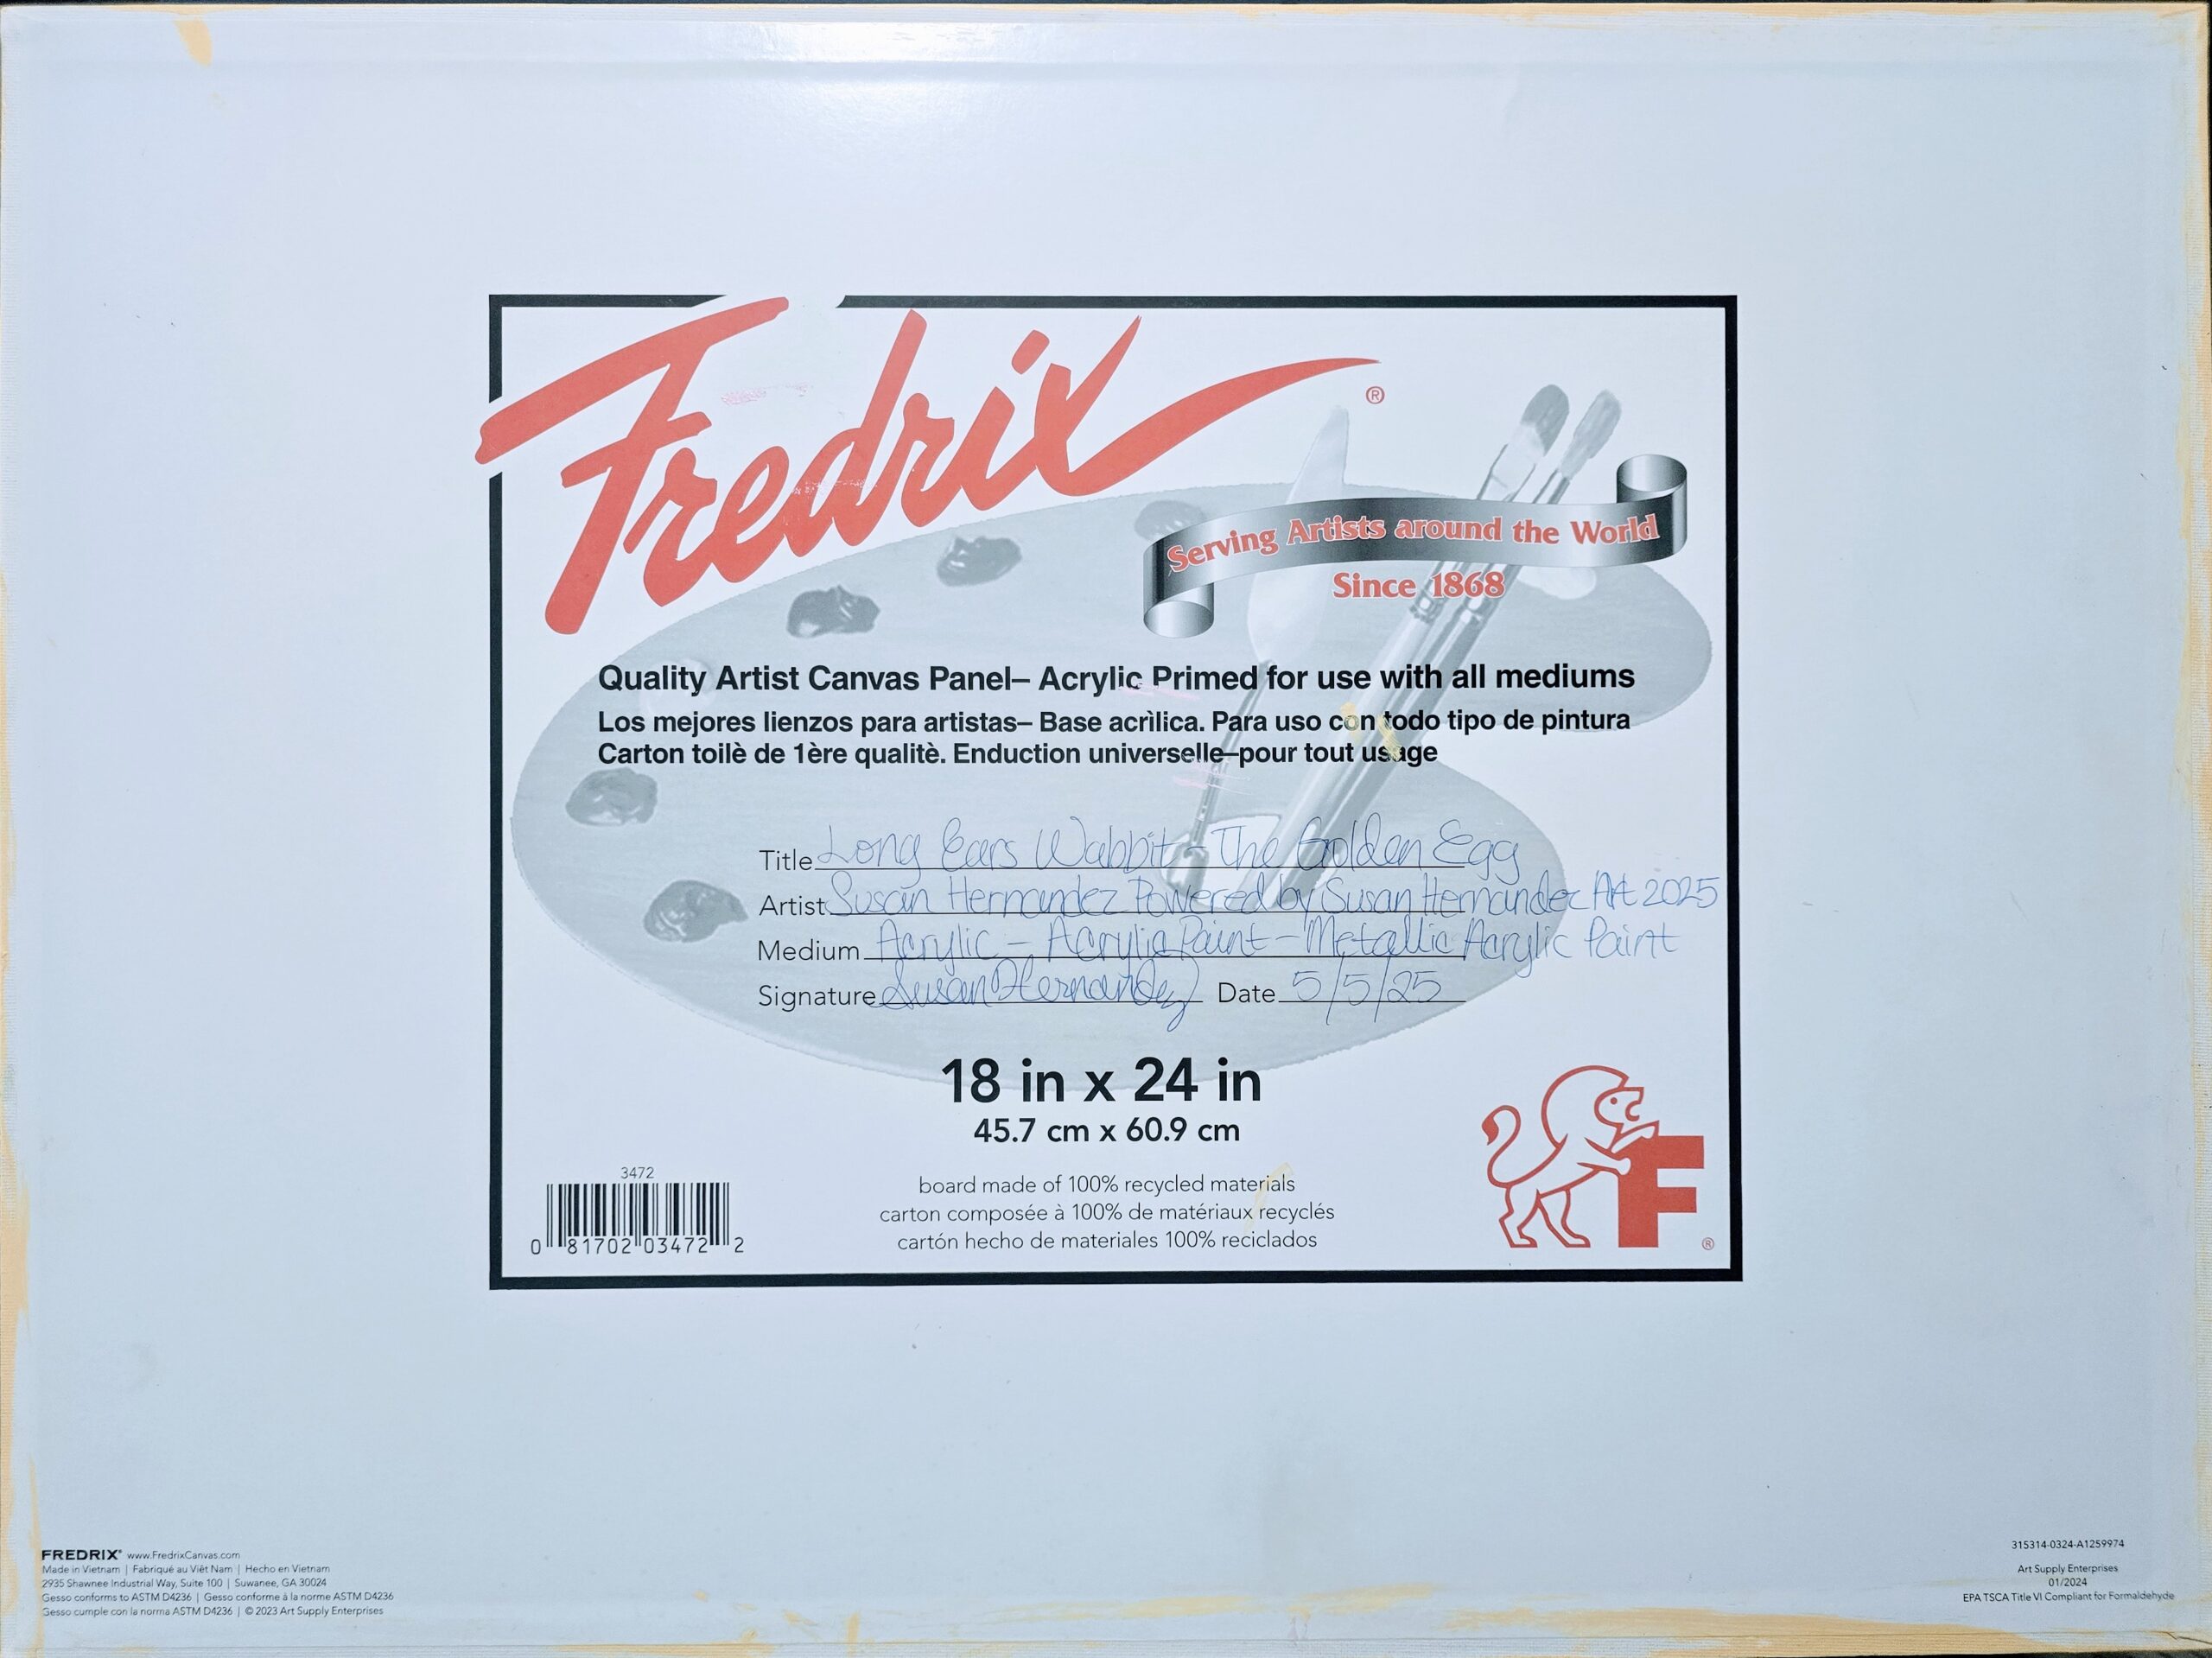 Fredrix ®
Serving Artists around the World
Since 1868
Quality Artist Canvas Panel– Acrylic Primed for use with all mediums
Los mejores lienzos para artistas– Base acrìlica. Para uso con todo tipo de pintura
Carton toilè de 1ère qualitè. Enduction universelle–pour tout usage
Title Long Ears Wabbit - The Golden Egg
Artist Susan Hernandez Powered by Susan Hernandez Art 2025
Medium Acrylic - Acrylic Paint - Metallic Acrylic Paint
Signature Susan Hernandez Date 5/5/25
18 in x 24 in
45.7 cm x 60.9 cm
board made of 100% recycled materials
carton composée à 100% de matériaux recyclés
cartón hecho de materiales 100% reciclados
3472
0 81702 03472 2
F ®
FREDRIX® www.FredrixCanvas.com
Made in Vietnam | Fabriqué au Viêt Nam | Hecho en Vietnam
2935 Shawnee Industrial Way, Suite 100 | Suwanee, GA 30024
Gesso conforms to ASTM D4236 | Gesso conforme à la norme ASTM D4236
Gesso cumple con la norma ASTM D4236 | © 2023 Art Supply Enterprises
315314-0324-A1259974
Art Supply Enterprises
01/2024
EPA TSCA Title VI Compliant for Formaldehyde